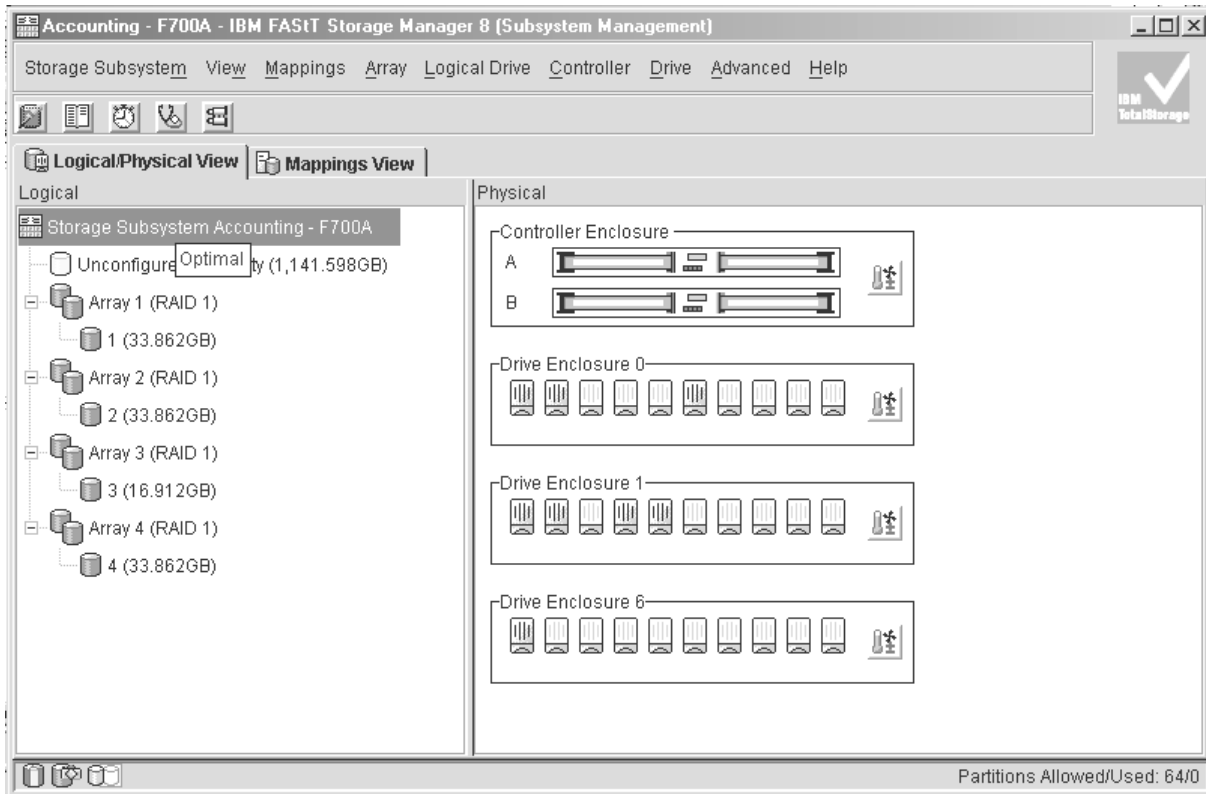 Accounting - F700A - IBM FAStT Storage Manager 8 (Subsystem Management)
Storage Subsystem View Mappings Array Logical Drive Controller Drive Advanced Help
IBM
TotalStorage
Logical/Physical View
Mappings View
Logical
Physical
Storage Subsystem Accounting - F700A
Optimal
Unconfigure ty (1,141.598GB)
Array 1 (RAID 1)
1 (33.862GB)
Array 2 (RAID 1)
2 (33.862GB)
Array 3 (RAID 1)
3 (16.912GB)
Array 4 (RAID 1)
4 (33.862GB)
Controller Enclosure
A
B
Drive Enclosure 0
Drive Enclosure 1
Drive Enclosure 6
Partitions Allowed/Used: 64/0